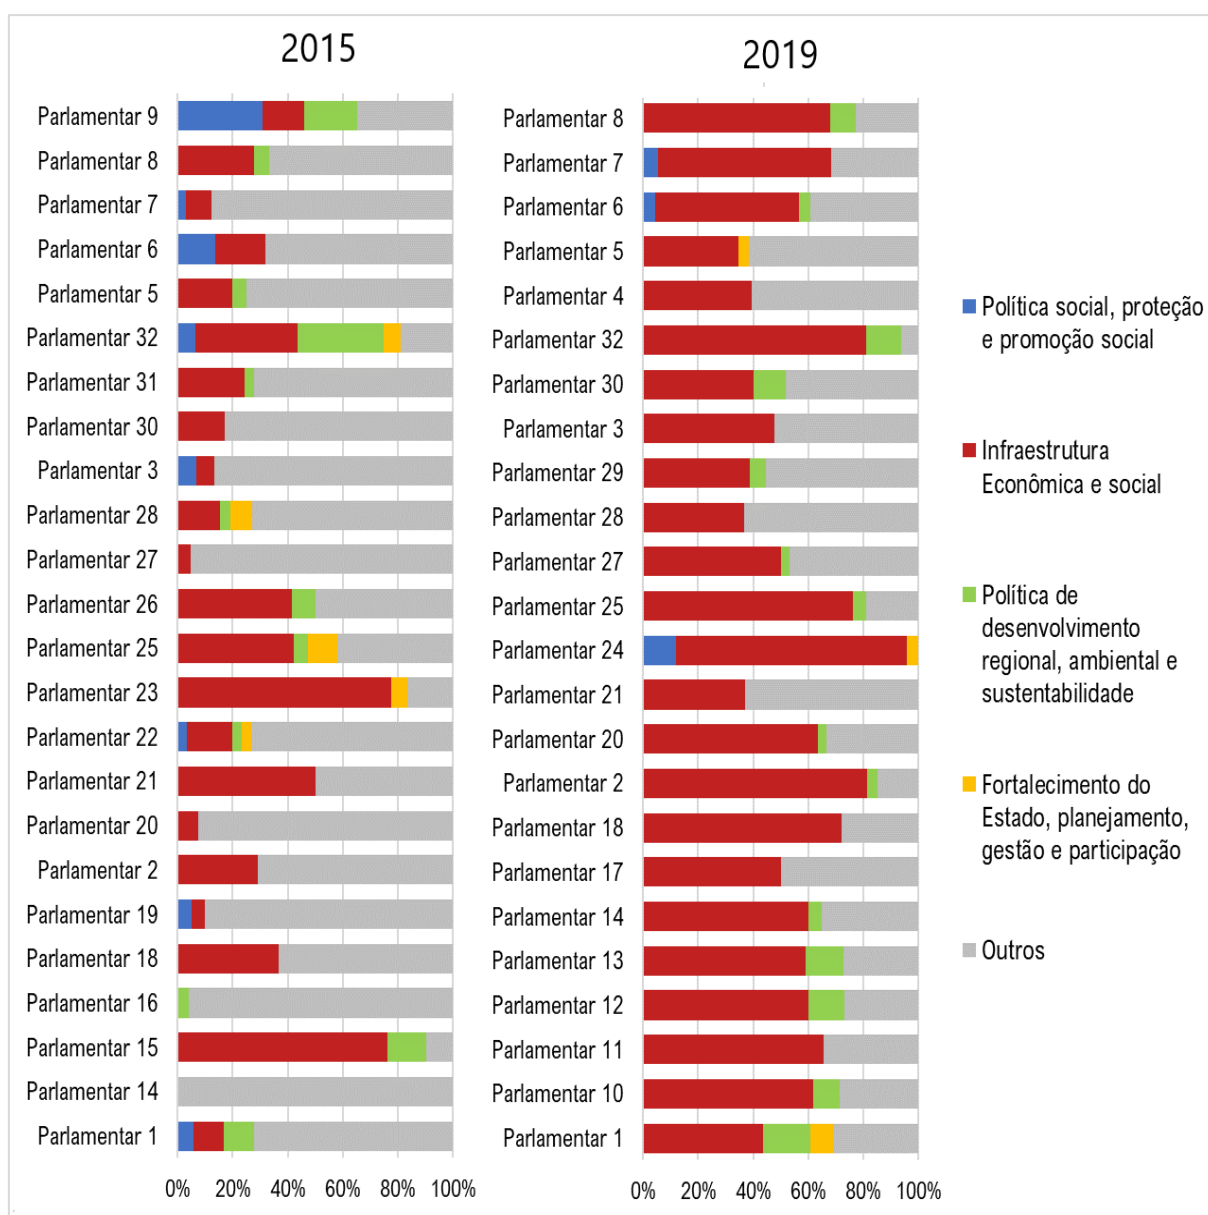 2015
Parlamentar 9
Parlamentar 8
Parlamentar 7
Parlamentar 6
Parlamentar 5
Parlamentar 32
Parlamentar 31
Parlamentar 30
Parlamentar 3
Parlamentar 28
Parlamentar 27
Parlamentar 26
Parlamentar 25
Parlamentar 23
Parlamentar 22
Parlamentar 21
Parlamentar 20
Parlamentar 2
Parlamentar 19
Parlamentar 18
Parlamentar 16
Parlamentar 15
Parlamentar 14
Parlamentar 1
0% 20% 40% 60% 80% 100%
2019
Parlamentar 8
Parlamentar 7
Parlamentar 6
Parlamentar 5
Parlamentar 4
Parlamentar 32
Parlamentar 30
Parlamentar 3
Parlamentar 29
Parlamentar 28
Parlamentar 27
Parlamentar 25
Parlamentar 24
Parlamentar 21
Parlamentar 20
Parlamentar 2
Parlamentar 18
Parlamentar 17
Parlamentar 14
Parlamentar 13
Parlamentar 12
Parlamentar 11
Parlamentar 10
Parlamentar 1
0% 20% 40% 60% 80% 100%
Política social, proteção
e promoção social
Infraestrutura
Econômica e social
Política de
desenvolvimento
regional, ambiental e
sustentabilidade
Fortalecimento do
Estado, planejamento,
gestão e participação
Outros